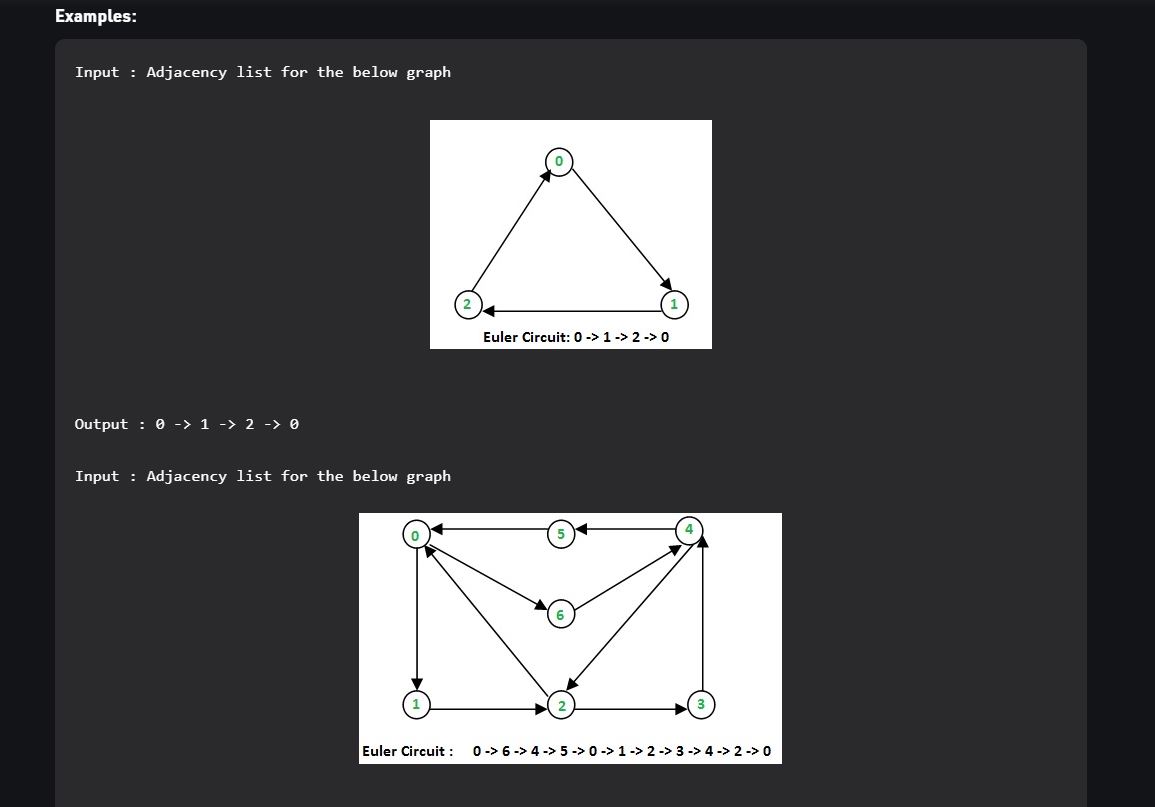 Examples:
Input : Adjacency list for the below graph
0
2
1
Euler Circuit: 0 -> 1 -> 2 -> 0
Output : 0 -> 1 -> 2 -> 0
Input : Adjacency list for the below graph
0
5
4
6
1
2
3
Euler Circuit : 0 -> 6 -> 4 -> 5 -> 0 -> 1 -> 2 -> 3 -> 4 -> 2 -> 0